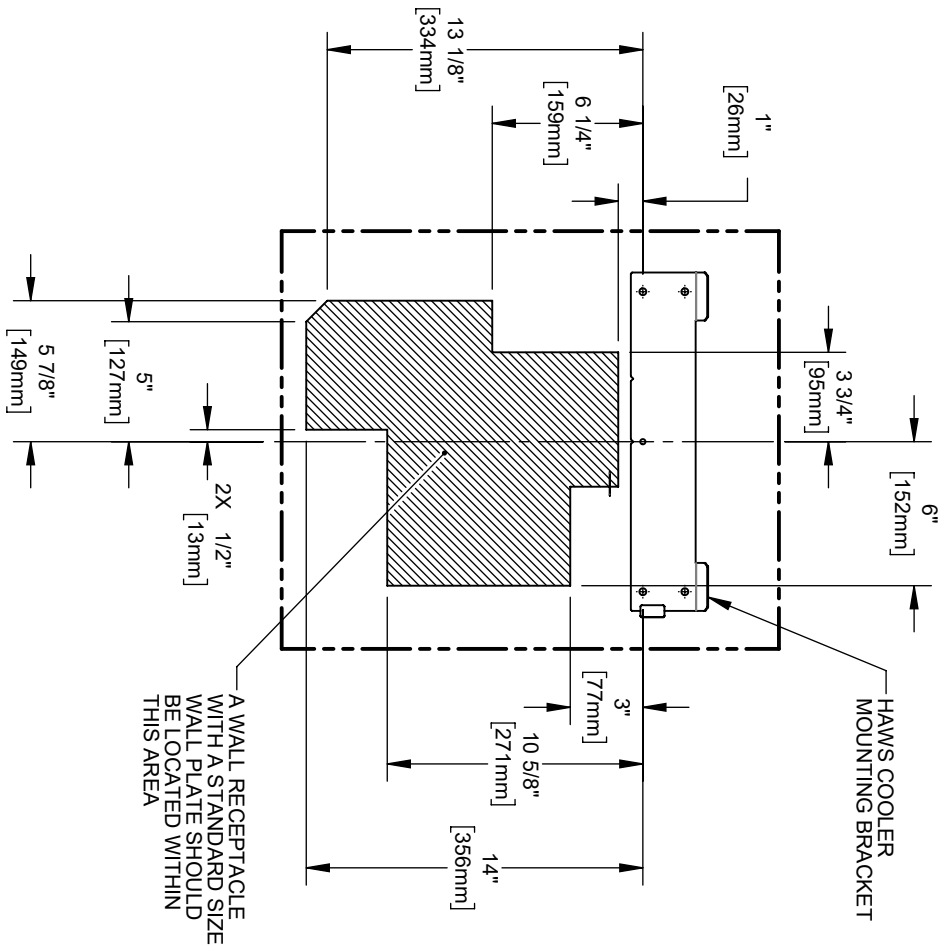 HAWS COOLER
MOUNTING BRACKET
6"
[152mm]
3 3/4"
[95mm]
1"
[26mm]
6 1/4"
[159mm]
13 1/8"
[334mm]
3"
[77mm]
10 5/8"
[271mm]
14"
[356mm]
2X 1/2"
[13mm]
5"
[127mm]
5 7/8"
[149mm]
A WALL RECEPTACLE
WITH A STANDARD SIZE
WALL PLATE SHOULD
BE LOCATED WITHIN
THIS AREA